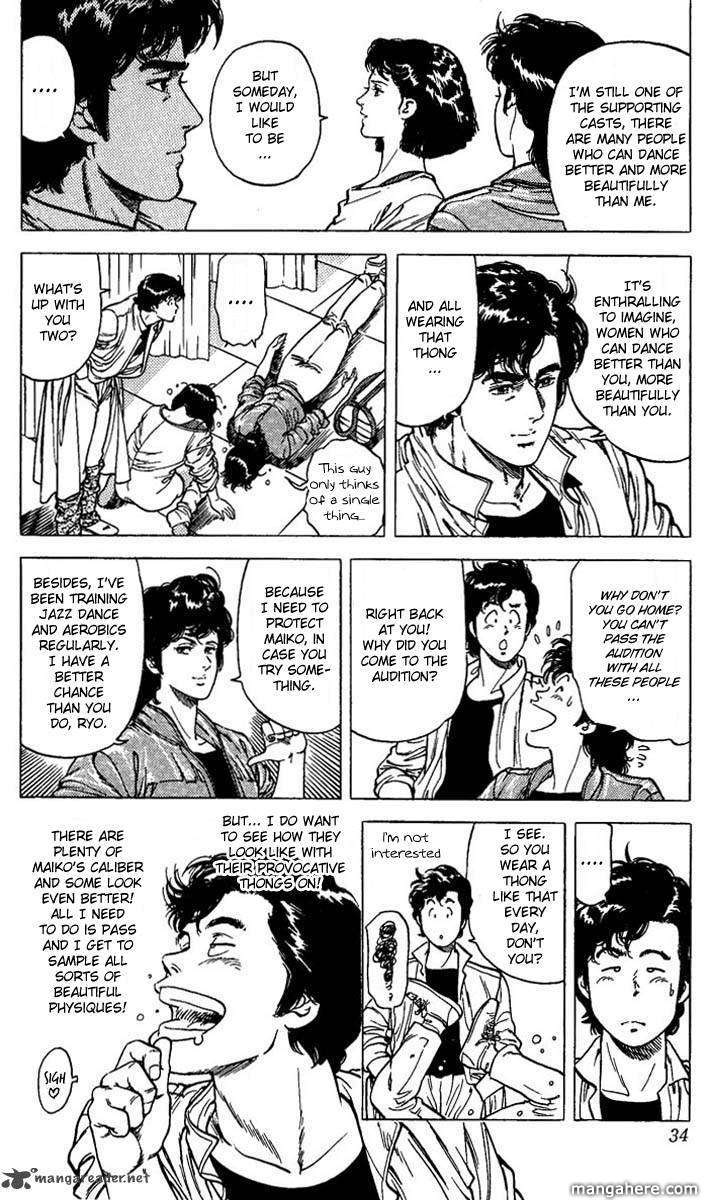 I'M STILL ONE OF
THE SUPPORTING
CASTS, THERE
ARE MANY PEOPLE
WHO CAN DANCE
BETTER AND MORE
BEAUTIFULLY
THAN ME.
BUT
SOMEDAY,
I WOULD
LIKE
TO BE
...
....
IT'S
ENTHRALLING
TO IMAGINE,
WOMEN WHO
CAN DANCE
BETTER THAN
YOU, MORE
BEAUTIFULLY
THAN YOU.
AND ALL
WEARING
THAT
THONG
...
....
WHAT'S
UP WITH
YOU
TWO?
This guy
only thinks
of a single
thing...
WHY DON'T
YOU GO HOME?
YOU CAN'T
PASS THE
AUDITION
WITH ALL
THESE PEOPLE
...
RIGHT BACK
AT YOU!
WHY DID YOU
COME TO THE
AUDITION?
BECAUSE
I NEED TO
PROTECT
MAIKO, IN
CASE YOU
TRY SOME-
THING.
BESIDES, I'VE
BEEN TRAINING
JAZZ DANCE
AND AEROBICS
REGULARLY.
I HAVE A
BETTER
CHANCE
THAN YOU
DO, RYO.
....
I SEE.
SO YOU
WEAR A
THONG
LIKE THAT
EVERY
DAY,
DON'T
YOU?
I'm not
interested
BUT... I DO WANT
TO SEE HOW THEY
LOOK LIKE WITH
THEIR PROVOCATIVE
THONGS ON!
THERE ARE
PLENTY OF
MAIKO'S CALIBER
AND SOME LOOK
EVEN BETTER!
ALL I NEED
TO DO IS PASS
AND I GET TO
SAMPLE ALL
SORTS OF
BEAUTIFUL
PHYSIQUES!
SIGH
34
mangareader.net
mangahere.com